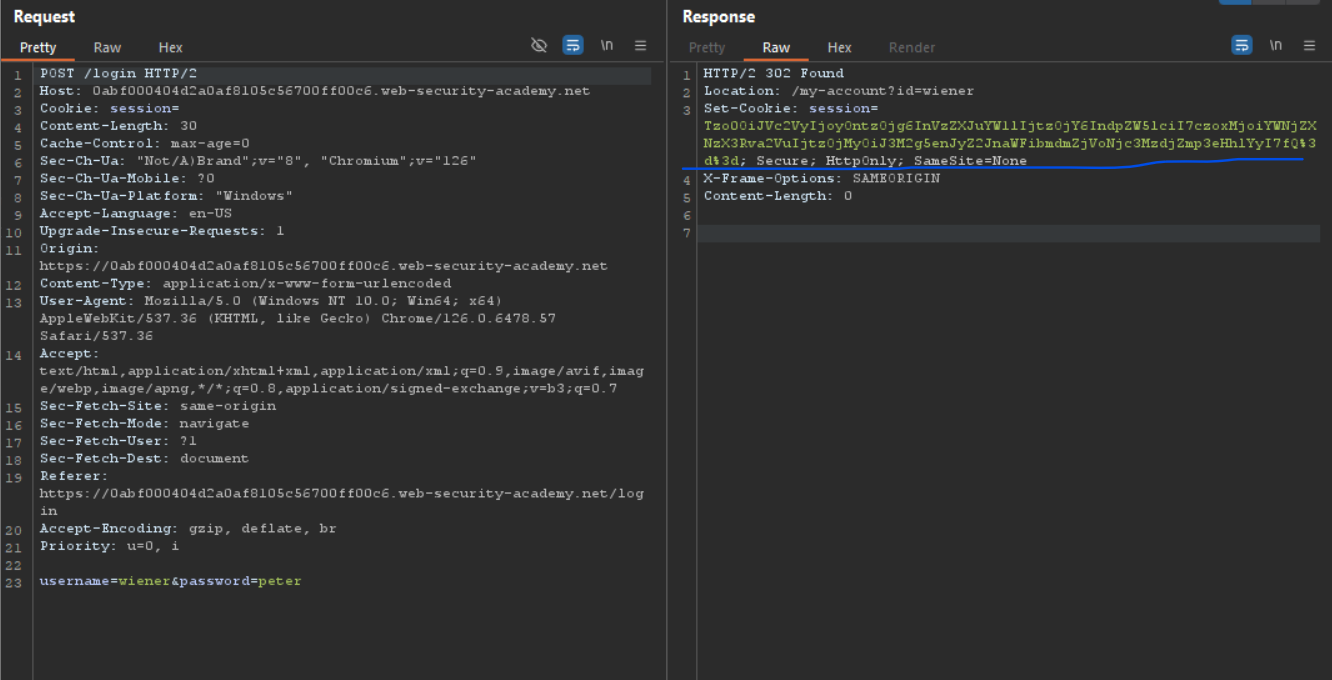 Request
Pretty Raw Hex \n
1 POST /login HTTP/2
2 Host: 0abf000404d2a0af8105c56700ff00c6.web-security-academy.net
3 Cookie: session=
4 Content-Length: 30
5 Cache-Control: max-age=0
6 Sec-Ch-Ua: "Not/A)Brand";v="8", "Chromium";v="126"
7 Sec-Ch-Ua-Mobile: ?0
8 Sec-Ch-Ua-Platform: "Windows"
9 Accept-Language: en-US
10 Upgrade-Insecure-Requests: 1
11 Origin:
https://0abf000404d2a0af8105c56700ff00c6.web-security-academy.net
12 Content-Type: application/x-www-form-urlencoded
13 User-Agent: Mozilla/5.0 (Windows NT 10.0; Win64; x64)
AppleWebKit/537.36 (KHTML, like Gecko) Chrome/126.0.6478.57
Safari/537.36
14 Accept:
text/html,application/xhtml+xml,application/xml;q=0.9,image/avif,imag
e/webp,image/apng,*/*;q=0.8,application/signed-exchange;v=b3;q=0.7
15 Sec-Fetch-Site: same-origin
16 Sec-Fetch-Mode: navigate
17 Sec-Fetch-User: ?1
18 Sec-Fetch-Dest: document
19 Referer:
https://0abf000404d2a0af8105c56700ff00c6.web-security-academy.net/log
in
20 Accept-Encoding: gzip, deflate, br
21 Priority: u=0, i
22
23 username=wiener&password=peter
Response
Pretty Raw Hex Render \n
1 HTTP/2 302 Found
2 Location: /my-account?id=wiener
3 Set-Cookie: session=
d%3d; Secure; HttpOnly; SameSite=None
4 X-Frame-Options: SAMEORIGIN
5 Content-Length: 0
6
7